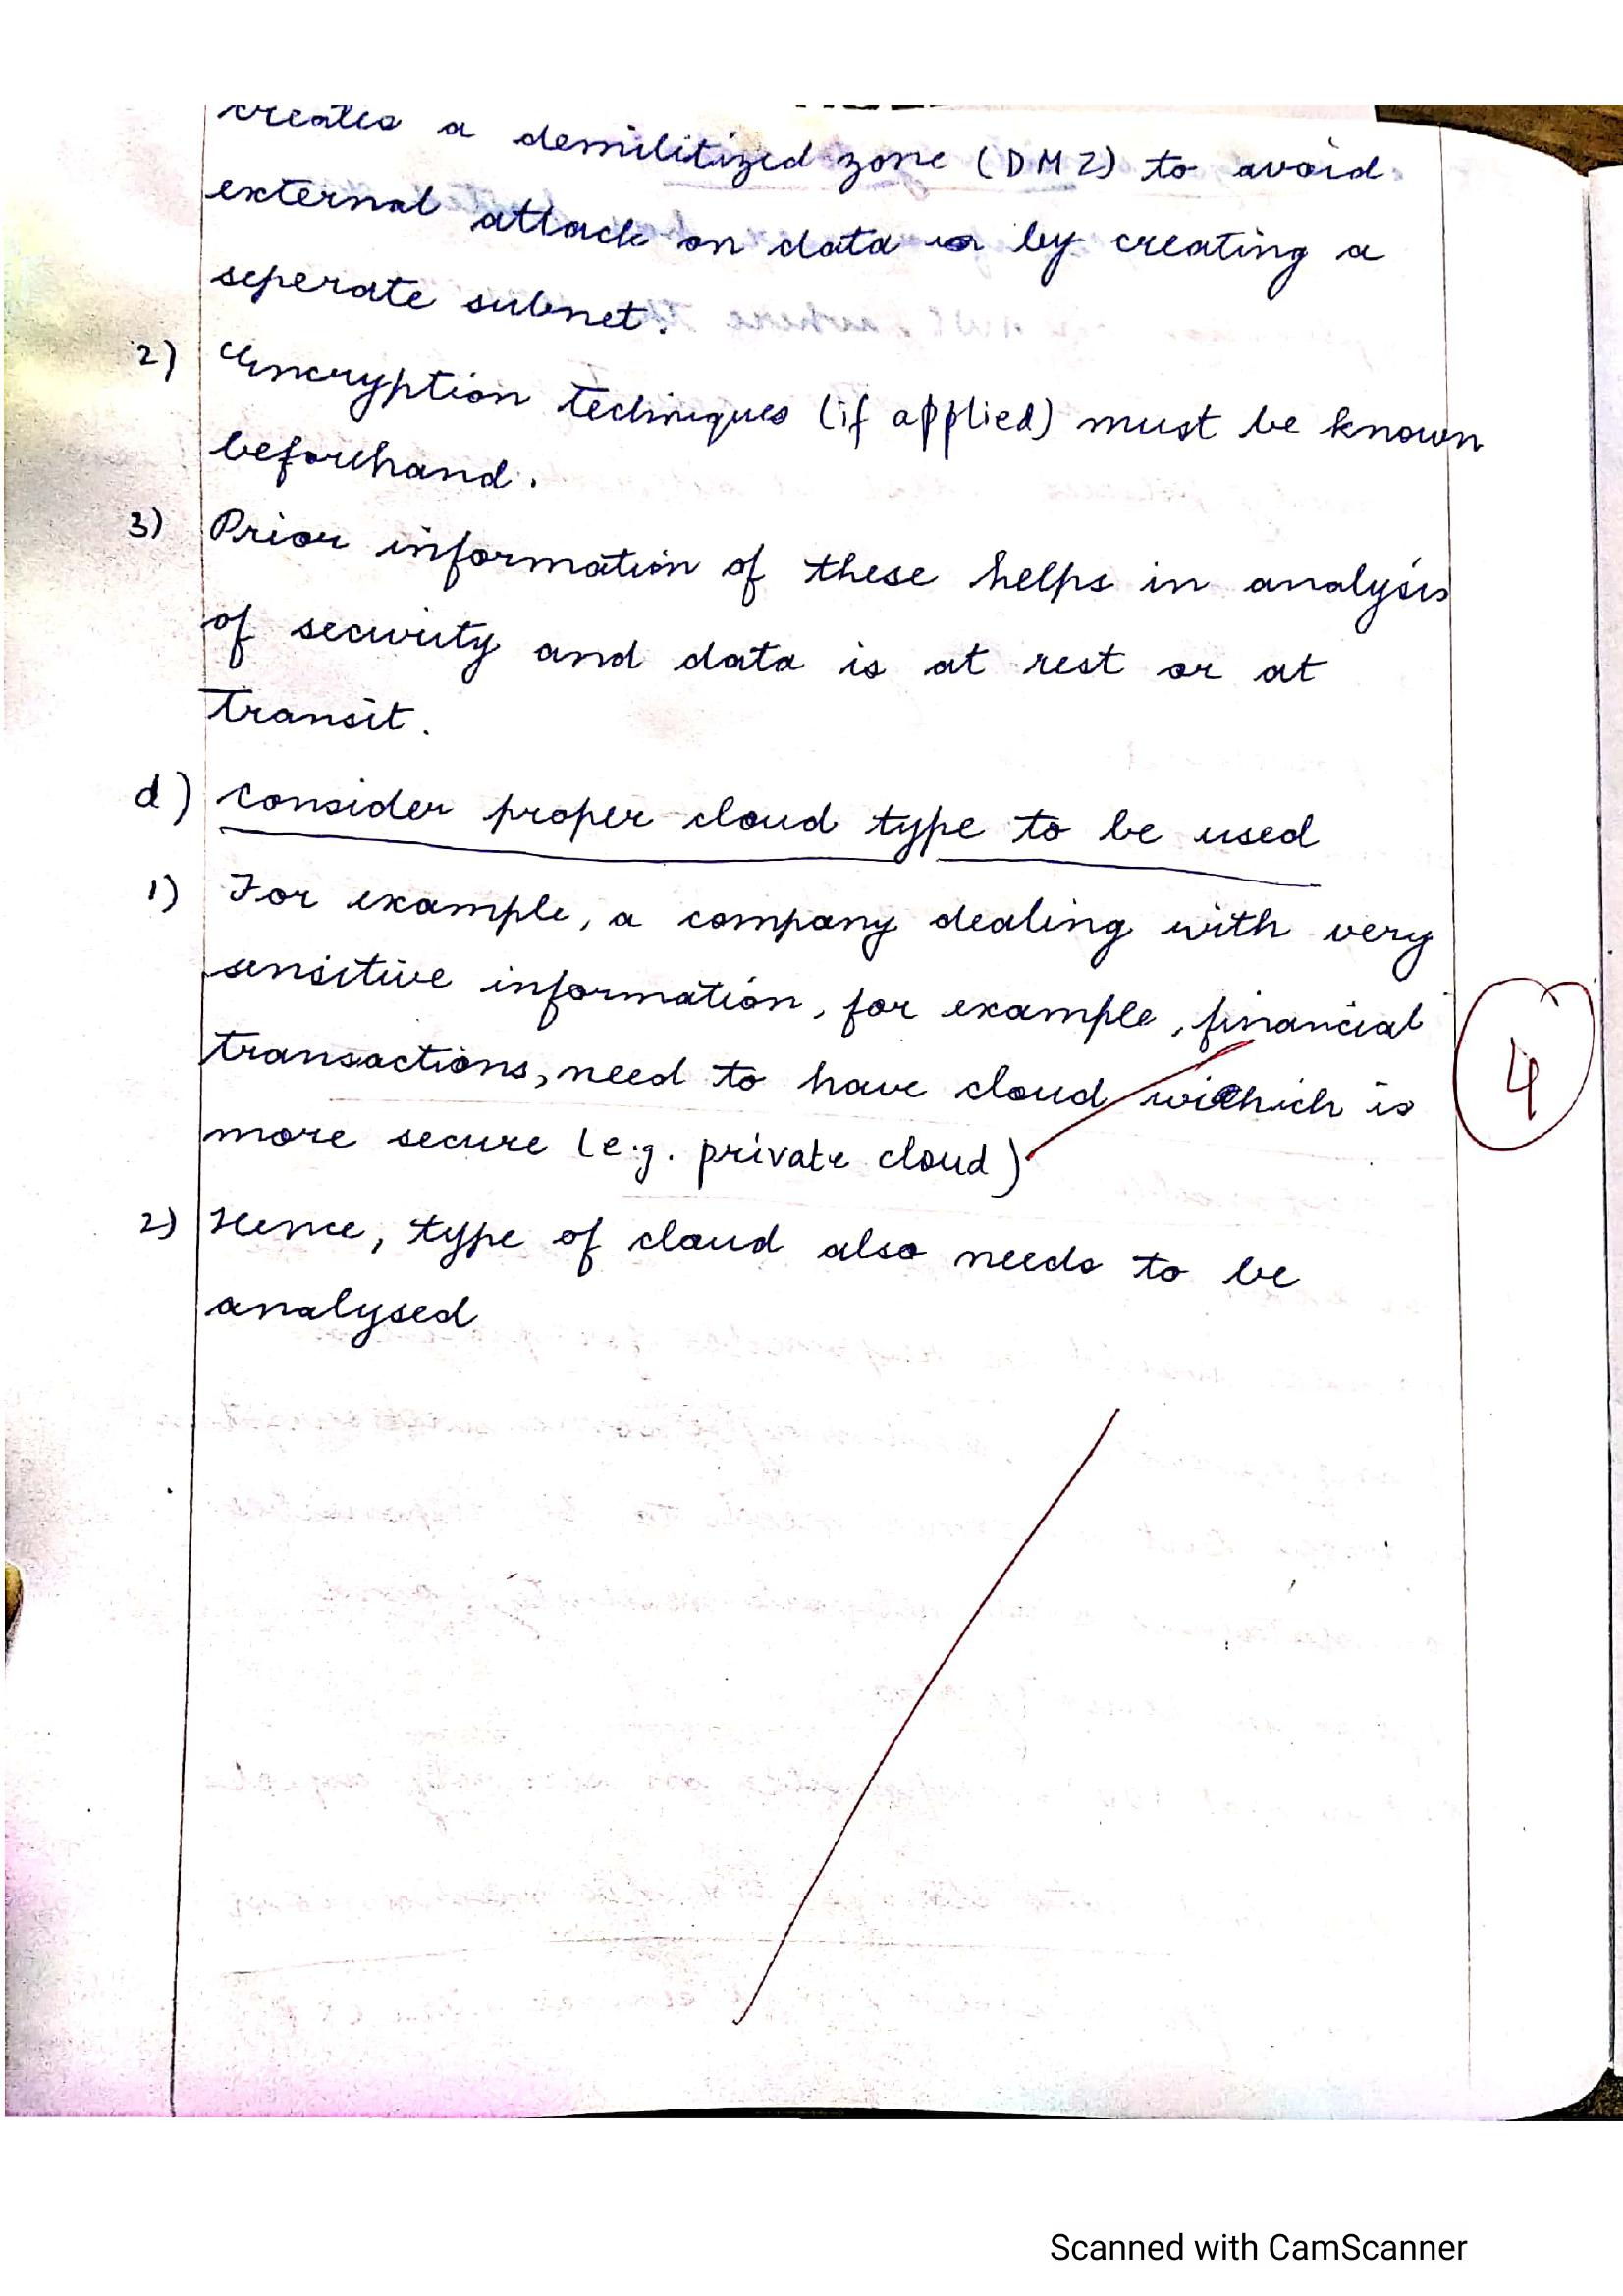 creates a demilitized zone (DMZ) to avoid
external attack on data by creating a
seperate subnet.
2) Encryption techniques (if applied) must be known
beforehand.
3) Prior information of these helps in analysis
of security and data is at rest or at
transit.
d) consider proper cloud type to be used
1) For example, a company dealing with very
sensitive information, for example, financial
transactions, need to have cloud which is
more secure (e.g. private cloud)
4
2) Hence, type of cloud also needs to be
analysed
Scanned with CamScanner